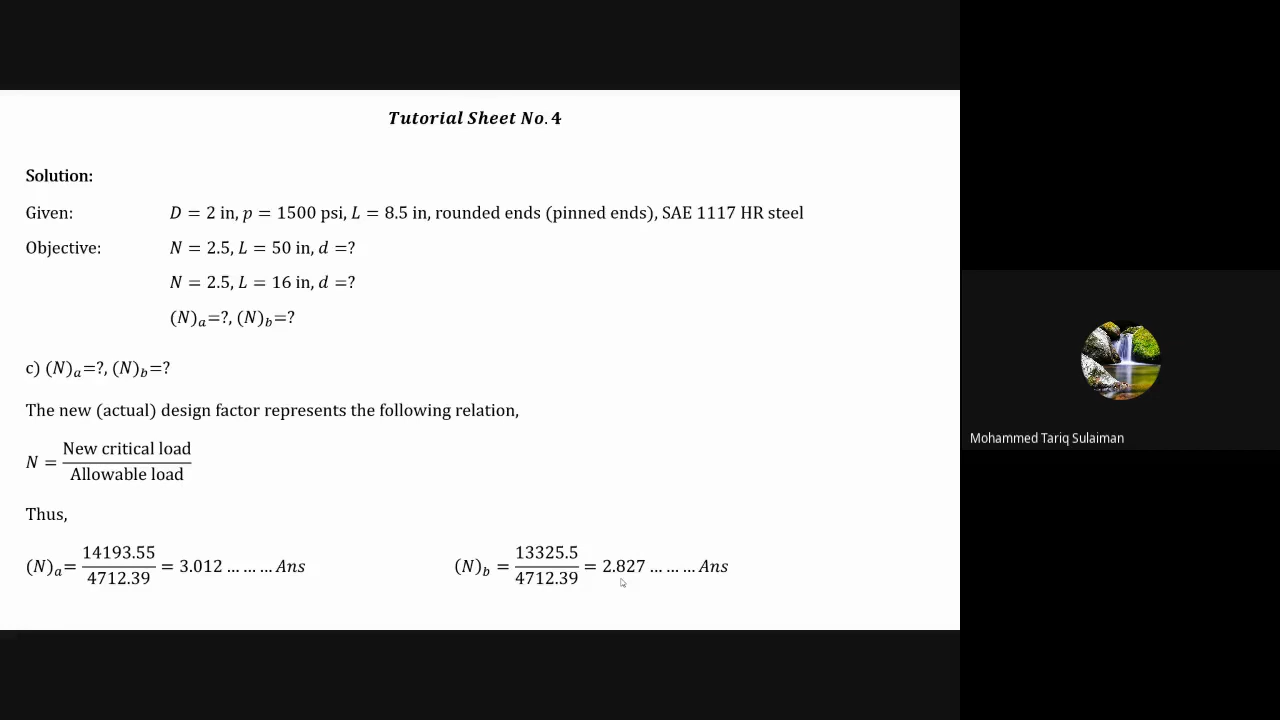 Tutorial Sheet No. 4
Solution:
Given: D = 2 in, p = 1500 psi, L = 8.5 in, rounded ends (pinned ends), SAE 1117 HR steel
Objective: N = 2.5, L = 50 in, d =?
N = 2.5, L = 16 in, d =?
(N)ₐ=?, (N)_b=?
c) (N)ₐ=?, (N)_b=?
The new (actual) design factor represents the following relation,
N = New critical load / Allowable load
Thus,
(N)ₐ= 14193.55 / 4712.39 = 3.012 … … … Ans (N)_b = 13325.5 / 4712.39 = 2.827 … … … Ans
Mohammed Tariq Sulaiman